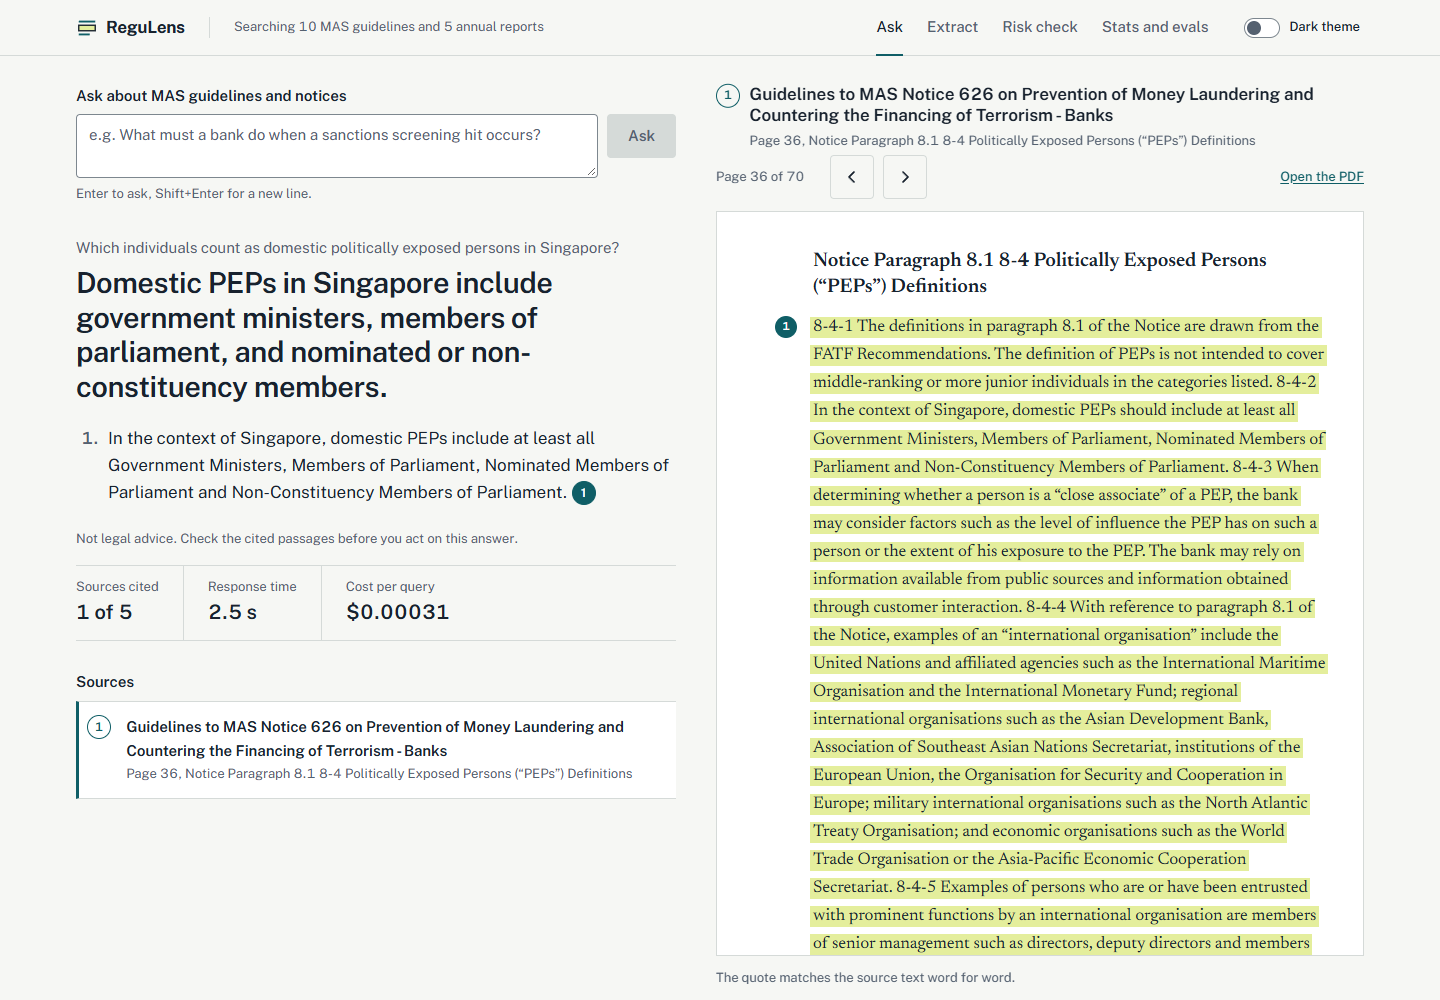 ReguLens
Searching 10 MAS guidelines and 5 annual reports
Ask
Extract
Risk check
Stats and evals
Dark theme
Ask about MAS guidelines and notices
e.g. What must a bank do when a sanctions screening hit occurs?
Ask
Enter to ask, Shift+Enter for a new line.
Which individuals count as domestic politically exposed persons in Singapore?
Domestic PEPs in Singapore include
government ministers, members of
parliament, and nominated or non-
constituency members.
1. In the context of Singapore, domestic PEPs include at least all
Government Ministers, Members of Parliament, Nominated Members of
Parliament and Non-Constituency Members of Parliament. 1
Not legal advice. Check the cited passages before you act on this answer.
Sources cited
1 of 5
Response time
2.5 s
Cost per query
$0.00031
Sources
1
Guidelines to MAS Notice 626 on Prevention of Money Laundering and
Countering the Financing of Terrorism - Banks
Page 36, Notice Paragraph 8.1 8-4 Politically Exposed Persons (“PEPs”) Definitions
1
Guidelines to MAS Notice 626 on Prevention of Money Laundering and
Countering the Financing of Terrorism - Banks
Page 36, Notice Paragraph 8.1 8-4 Politically Exposed Persons (“PEPs”) Definitions
Page 36 of 70
Open the PDF
Notice Paragraph 8.1 8-4 Politically Exposed Persons
(“PEPs”) Definitions
1
8-4-1 The definitions in paragraph 8.1 of the Notice are drawn from the
FATF Recommendations. The definition of PEPs is not intended to cover
middle-ranking or more junior individuals in the categories listed. 8-4-2
In the context of Singapore, domestic PEPs should include at least all
Government Ministers, Members of Parliament, Nominated Members of
Parliament and Non-Constituency Members of Parliament. 8-4-3 When
determining whether a person is a “close associate” of a PEP, the bank
may consider factors such as the level of influence the PEP has on such a
person or the extent of his exposure to the PEP. The bank may rely on
information available from public sources and information obtained
through customer interaction. 8-4-4 With reference to paragraph 8.1 of
the Notice, examples of an “international organisation” include the
United Nations and affiliated agencies such as the International Maritime
Organisation and the International Monetary Fund; regional
international organisations such as the Asian Development Bank,
Association of Southeast Asian Nations Secretariat, institutions of the
European Union, the Organisation for Security and Cooperation in
Europe; military international organisations such as the North Atlantic
Treaty Organisation; and economic organisations such as the World
Trade Organisation or the Asia-Pacific Economic Cooperation
Secretariat. 8-4-5 Examples of persons who are or have been entrusted
with prominent functions by an international organisation are members
of senior management such as directors, deputy directors and members
The quote matches the source text word for word.